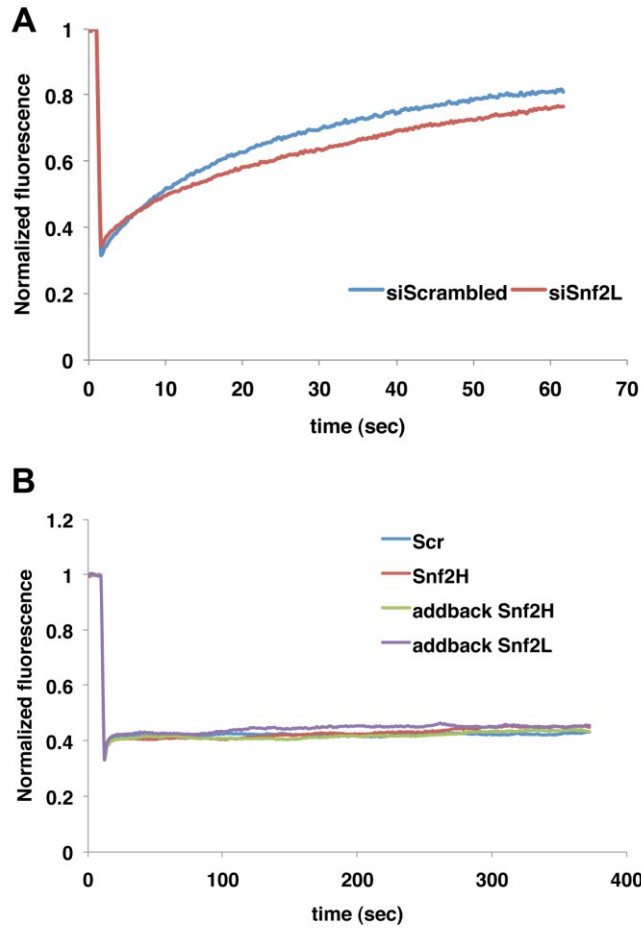 A
Normalized fluorescence
1
0.8
0.6
0.4
0.2
0
siScrambled siSnf2L
0 10 20 30 40 50 60 70
time (sec)
B
Normalized fluorescence
1.2
1
0.8
0.6
0.4
0.2
0
Scr
Snf2H
addback Snf2H
addback Snf2L
0 100 200 300 400
time (sec)